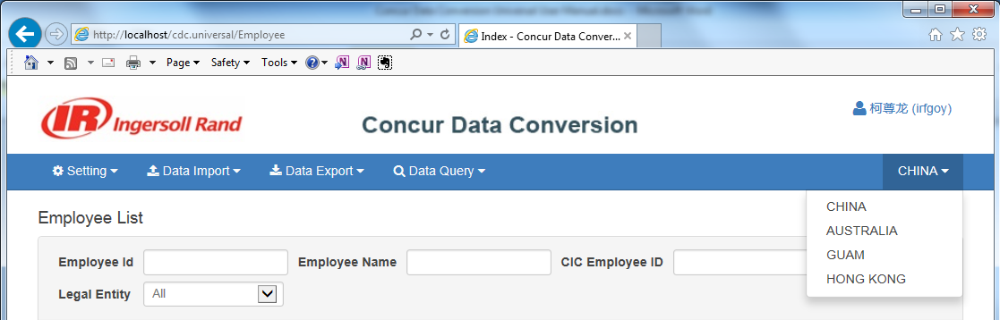 Concur Data Conversion Universal User Manual.docx - Microsoft Word
http://localhost/cdc.universal/Employee
Index - Concur Data Conver...
Page Safety Tools
IR Ingersoll Rand
Concur Data Conversion
柯尊龙 (irfgoy)
Setting Data Import Data Export Data Query CHINA
CHINA
AUSTRALIA
GUAM
HONG KONG
Employee List
Employee Id Employee Name CIC Employee ID
Legal Entity All